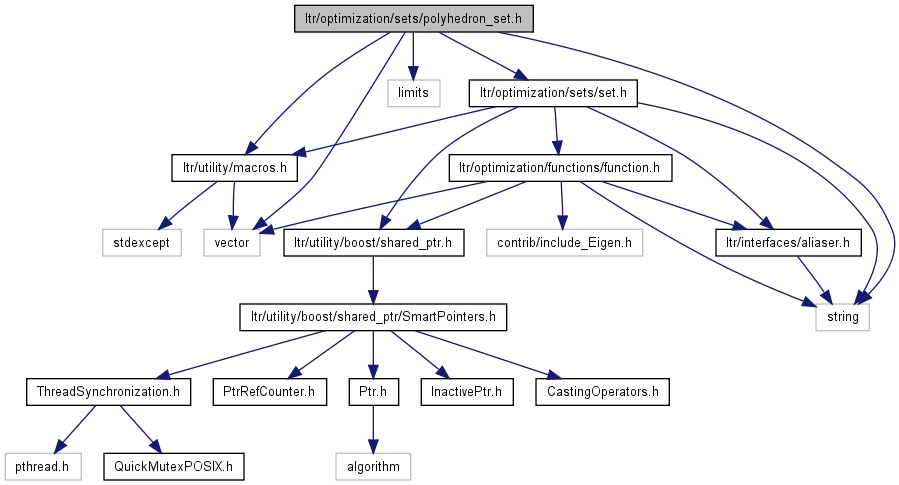 ltr/optimization/sets/polyhedron_set.h
limits
ltr/optimization/sets/set.h
ltr/utility/macros.h
ltr/optimization/functions/function.h
stdexcept
vector
ltr/utility/boost/shared_ptr.h
contrib/include_Eigen.h
ltr/interfaces/aliaser.h
ltr/utility/boost/shared_ptr/SmartPointers.h
string
ThreadSynchronization.h
PtrRefCounter.h
Ptr.h
InactivePtr.h
CastingOperators.h
pthread.h
QuickMutexPOSIX.h
algorithm